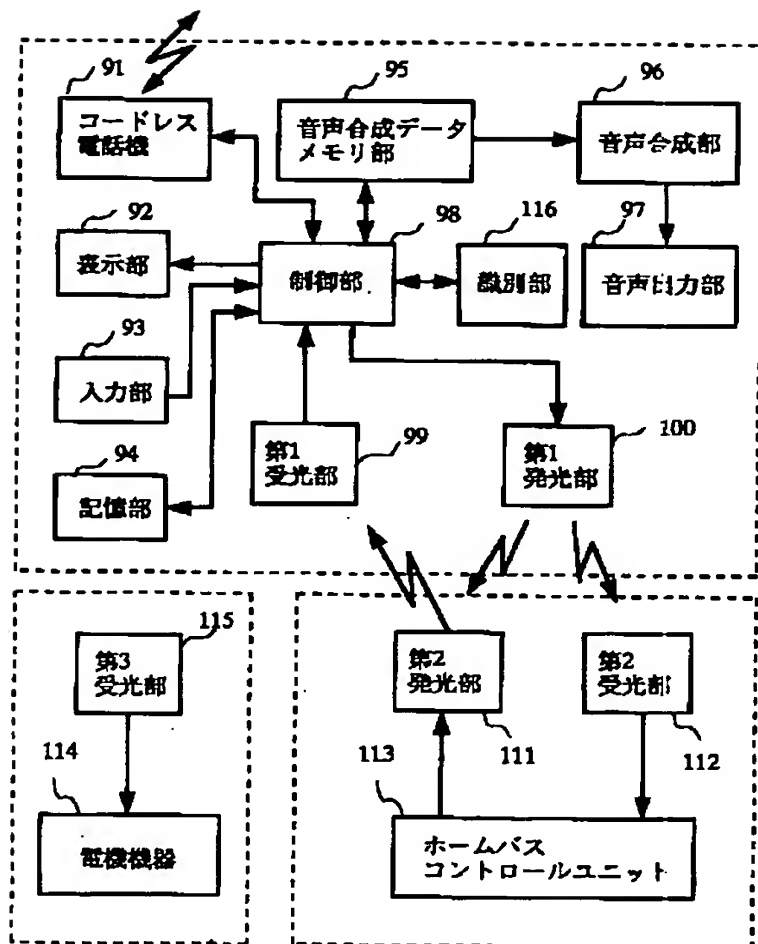 91
コードレス
電話機
95
音声合成データ
メモリ部
96
音声合成部
92
表示部
98
制御部
116
識別部
97
音声出力部
93
入力部
94
記憶部
第1
受光部
99
第1
発光部
100
第3
受光部
115
114
電機機器
第2
発光部
111
第2
受光部
112
113
ホームバス
コントロールユニット